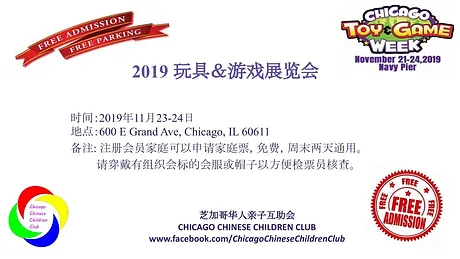 FREE ADMISSION
FREE PARKING
CHICAGO
TOY & GAME
WEEK
November 21-24,2019
Navy Pier
2019 玩具&游戏展览会
时间:2019年11月23-24日
地点:600 E Grand Ave, Chicago, IL 60611
备注: 注册会员家庭可以申请家庭票，免费，周末两天通用。
请穿戴有组织会标的会服或帽子以方便检票员核查。
Chicago
Chinese
Children
Club
芝加哥华人亲子互助会
CHICAGO CHINESE CHILDREN CLUB
www.facebook.com/ChicagoChineseChildrenClub
FREE
FREE
ADMISSION
FREE